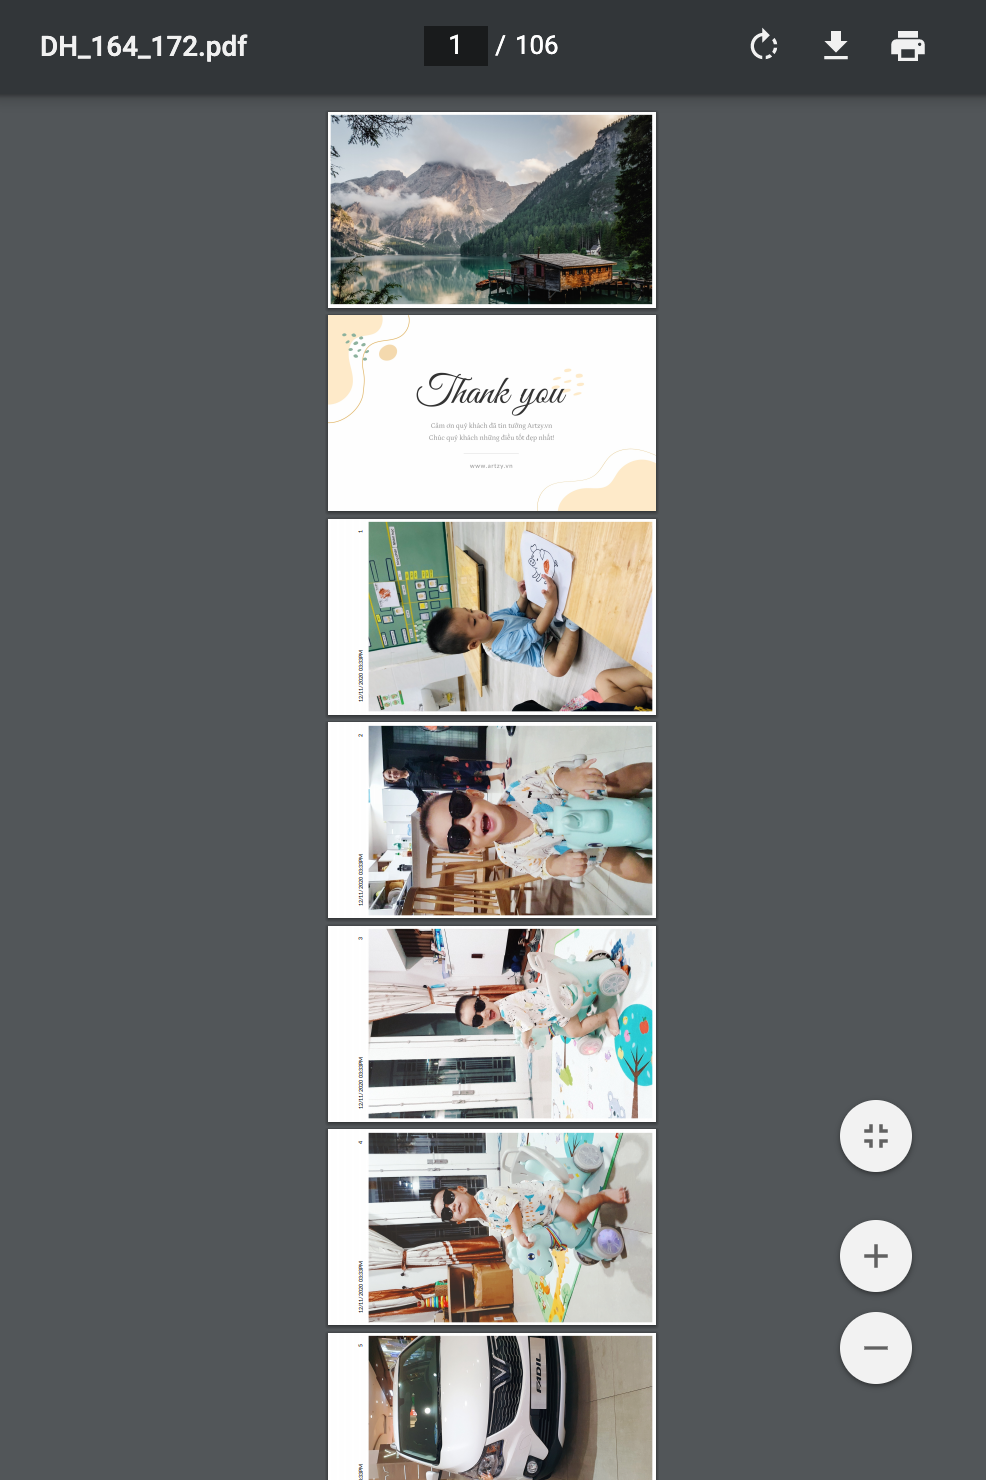 DH_164_172.pdf
1 / 106
Thank you
Cảm ơn quý khách đã tin tưởng Artzy.vn
Chúc quý khách những điều tốt đẹp nhất!
www.artzy.vn
1
12/11/2020 03:33PM
2
12/11/2020 03:33PM
3
12/11/2020 03:33PM
4
12/11/2020 03:33PM
5
FADIL
33PM